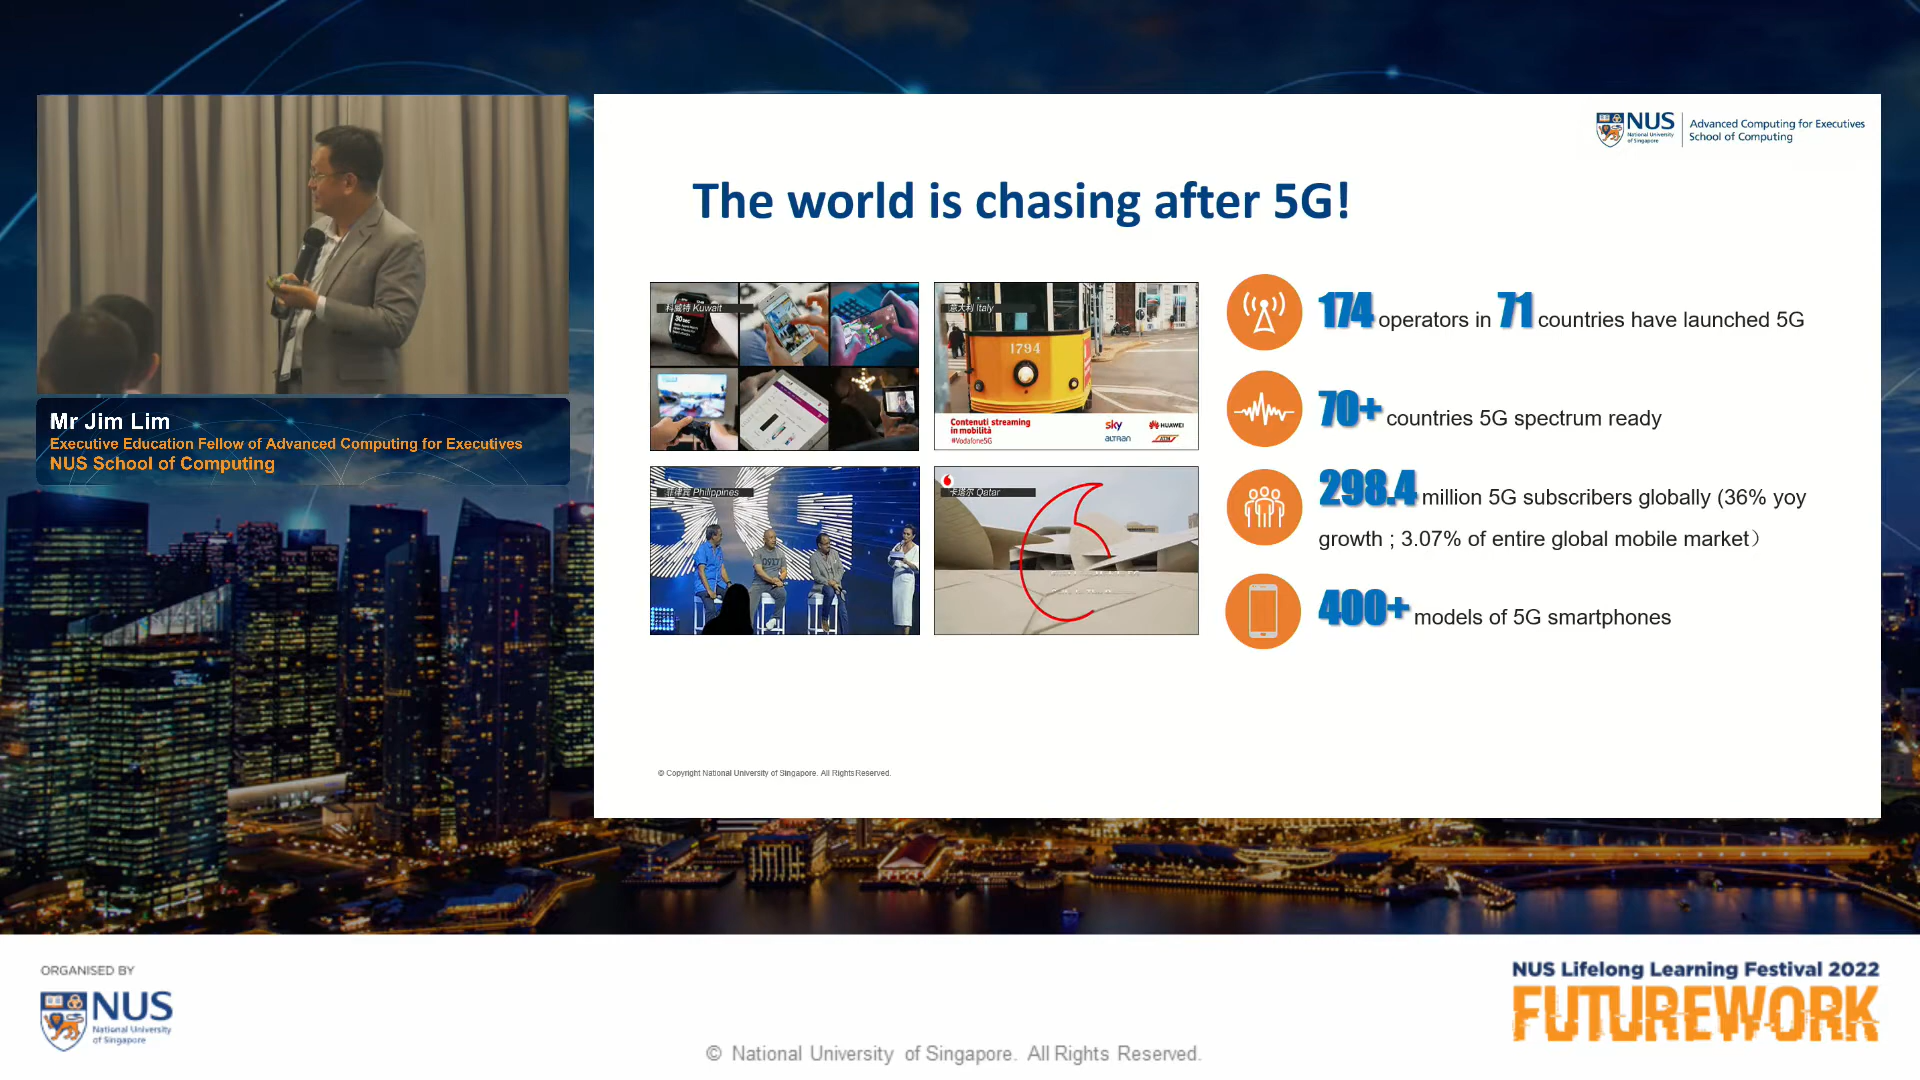 NUS
National University
of Singapore
Advanced Computing for Executives
School of Computing
The world is chasing after 5G!
科威特 Kuwait
30 sec
意大利 Italy
1794
Contenuti streaming
in mobilità
#Vodafone5G
sky
HUAWEI
altran
ATM
菲律宾 Philippines
5G
0917
卡塔尔 Qatar
174 operators in 71 countries have launched 5G
70+ countries 5G spectrum ready
298.4 million 5G subscribers globally (36% yoy
growth ; 3.07% of entire global mobile market）
400+ models of 5G smartphones
© Copyright National University of Singapore. All Rights Reserved.
Mr Jim Lim
Executive Education Fellow of Advanced Computing for Executives
NUS School of Computing
ORGANISED BY
NUS
National University
of Singapore
© National University of Singapore. All Rights Reserved.
NUS Lifelong Learning Festival 2022
FUTUREWORK